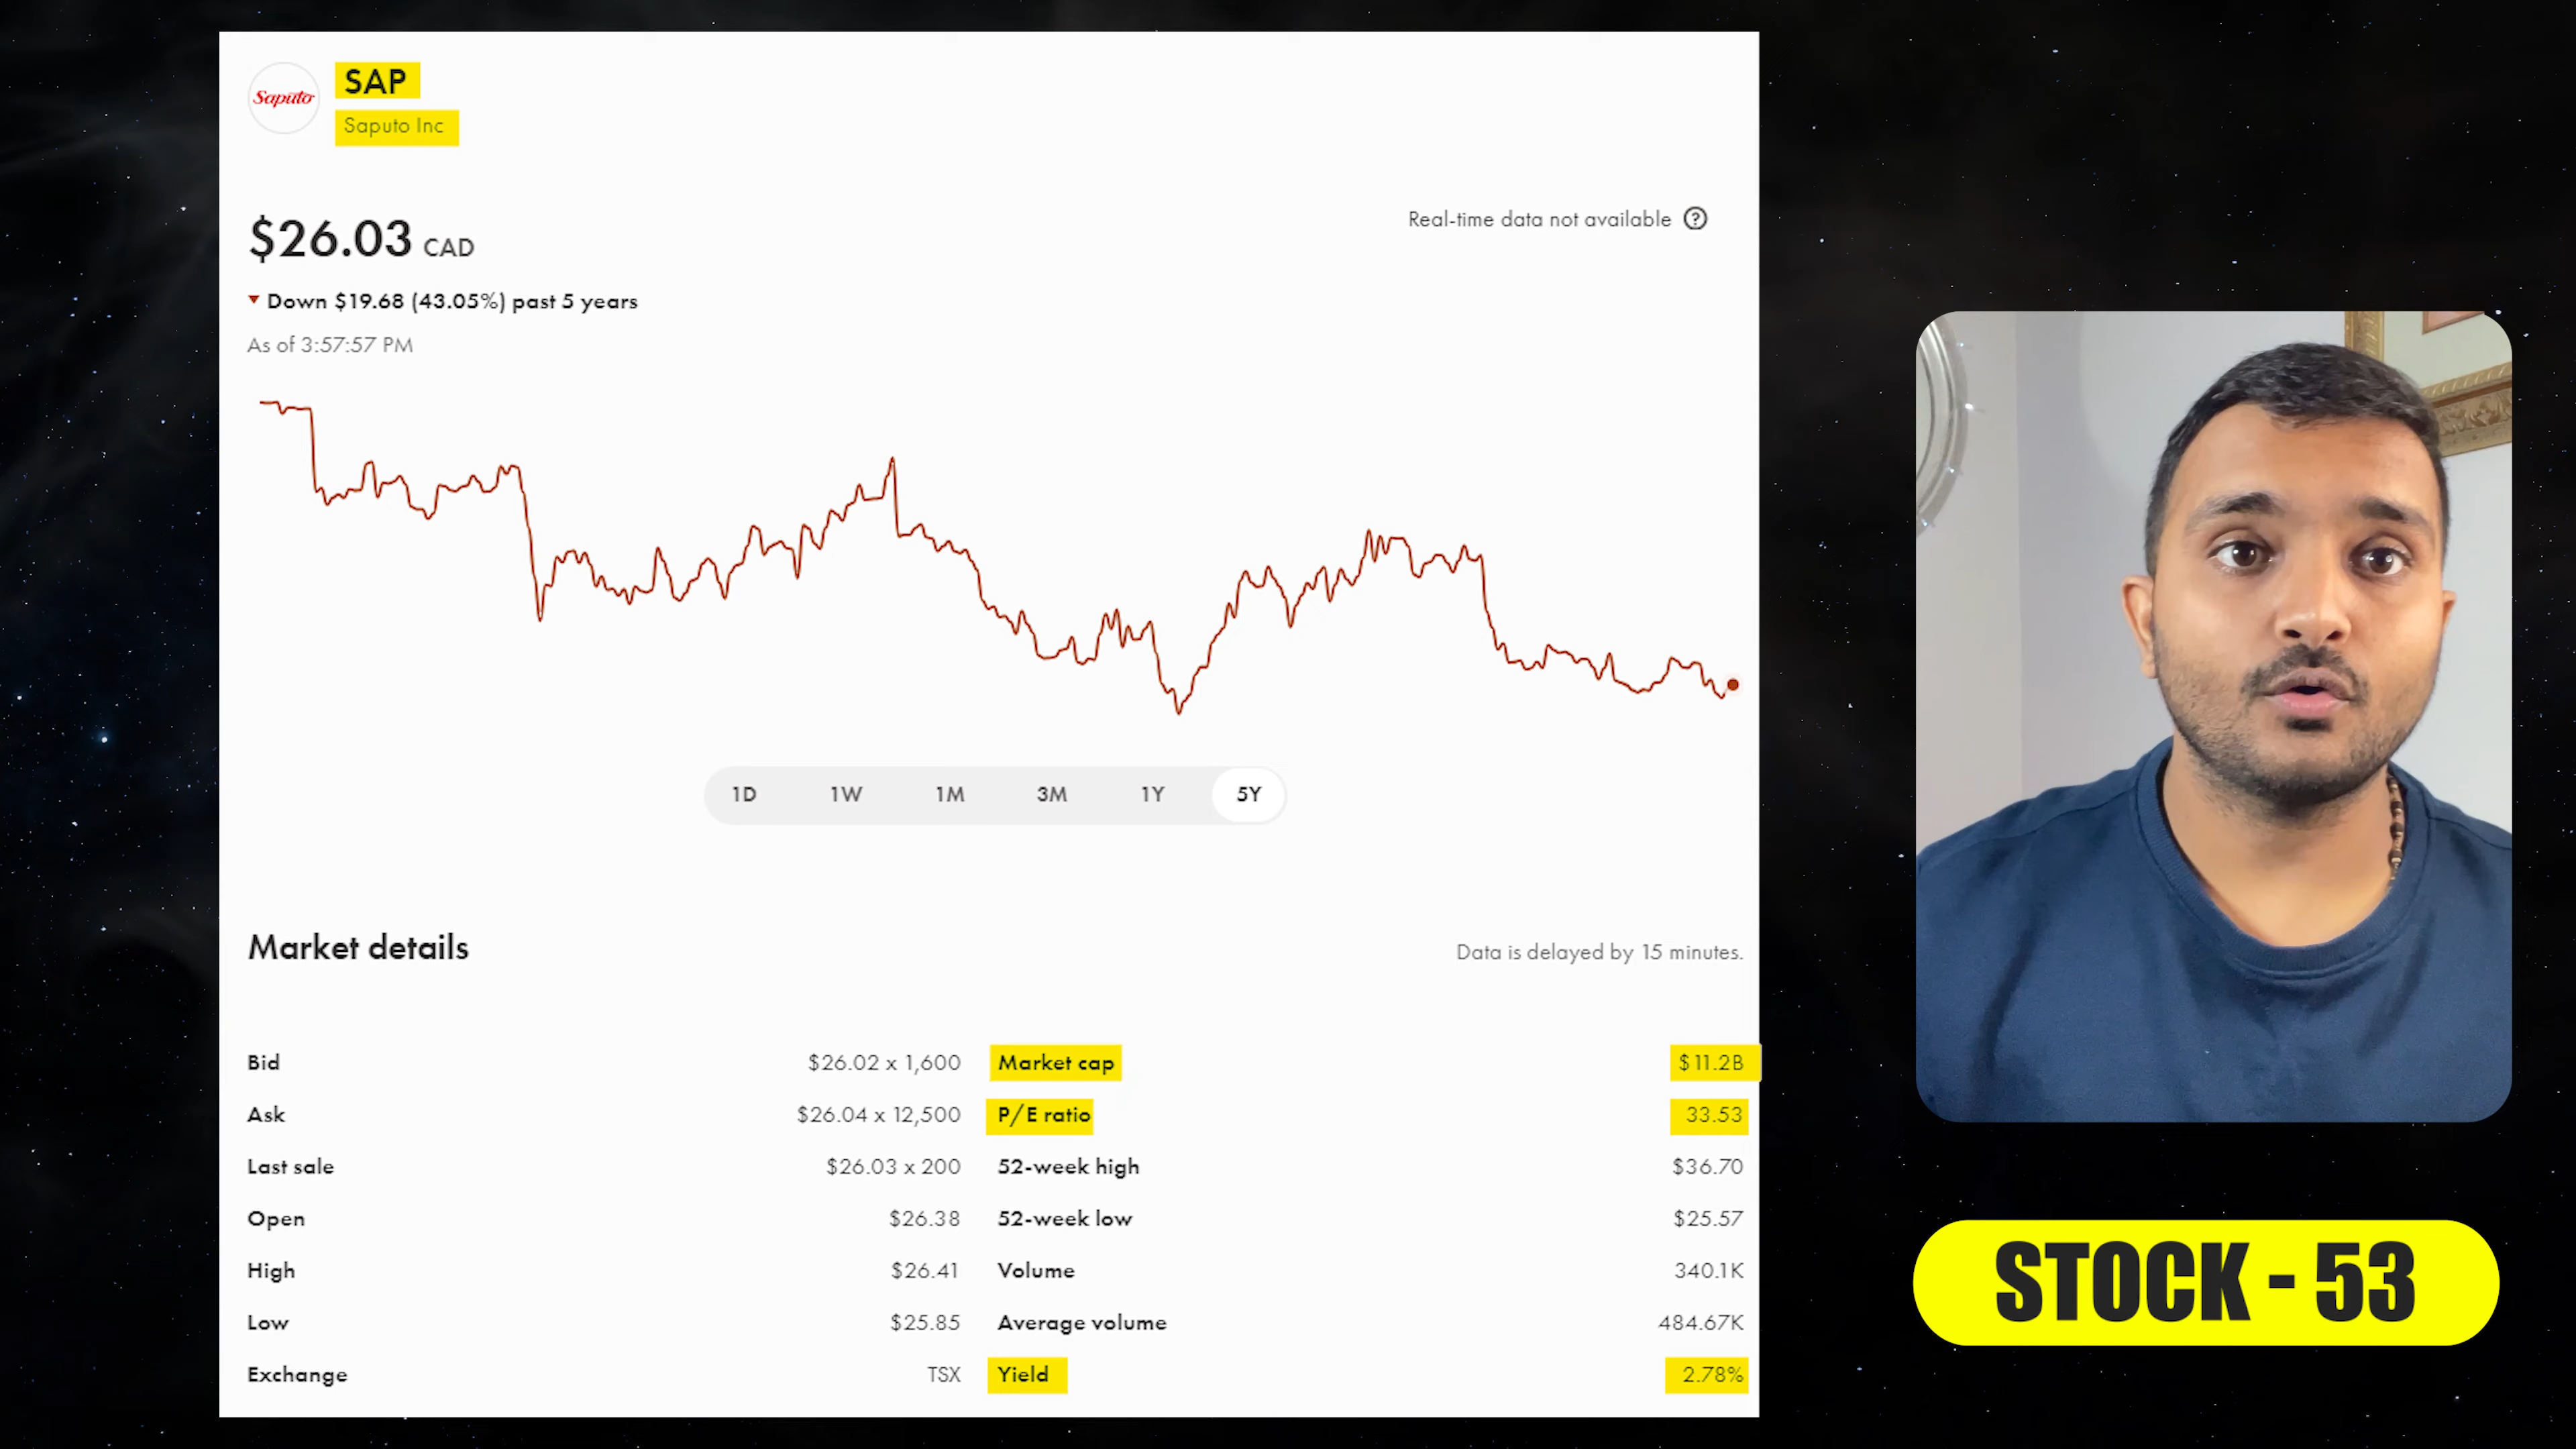 Saputo
SAP
Saputo Inc
$26.03 CAD
Real-time data not available ?
Down $19.68 (43.05%) past 5 years
As of 3:57:57 PM
1D 1W 1M 3M 1Y 5Y
Market details
Data is delayed by 15 minutes.
Bid $26.02 x 1,600 Market cap $11.2B
Ask $26.04 x 12,500 P/E ratio 33.53
Last sale $26.03 x 200 52-week high $36.70
Open $26.38 52-week low $25.57
High $26.41 Volume 340.1K
Low $25.85 Average volume 484.67K
Exchange TSX Yield 2.78%
STOCK - 53